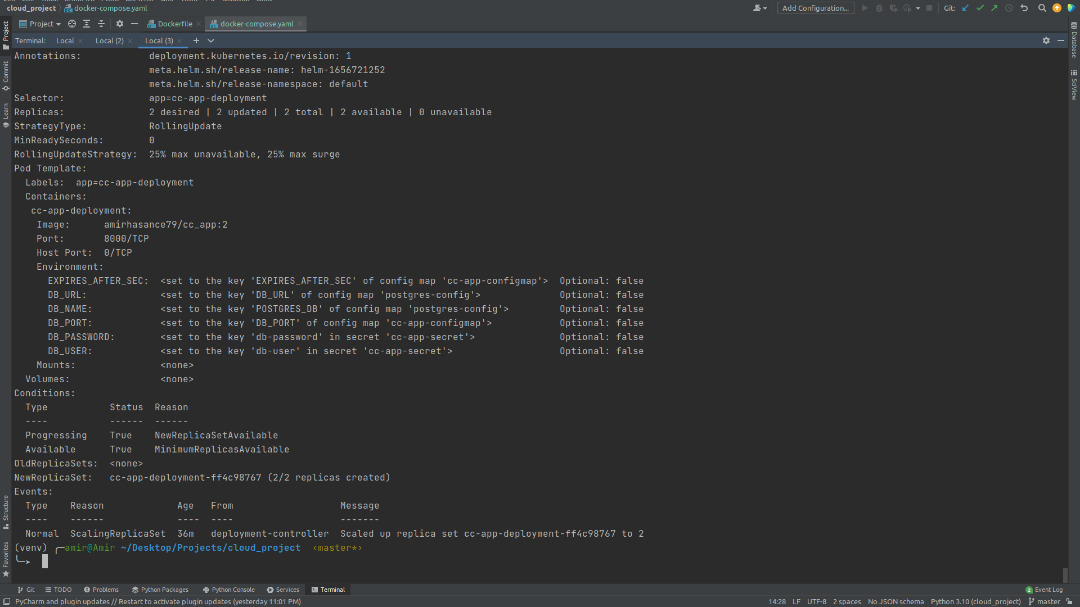 cloud_project › docker-compose.yaml
Add Configuration... Git:
Project Dockerfile docker-compose.yaml
Terminal: Local Local (2) Local (3)
Annotations: deployment.kubernetes.io/revision: 1
meta.helm.sh/release-name: helm-1656721252
meta.helm.sh/release-namespace: default
Selector: app=cc-app-deployment
Replicas: 2 desired | 2 updated | 2 total | 2 available | 0 unavailable
StrategyType: RollingUpdate
MinReadySeconds: 0
RollingUpdateStrategy: 25% max unavailable, 25% max surge
Pod Template:
Labels: app=cc-app-deployment
Containers:
cc-app-deployment:
Image: amirhasance79/cc_app:2
Port: 8000/TCP
Host Port: 0/TCP
Environment:
EXPIRES_AFTER_SEC: <set to the key 'EXPIRES_AFTER_SEC' of config map 'cc-app-configmap'> Optional: false
DB_URL: <set to the key 'DB_URL' of config map 'postgres-config'> Optional: false
DB_NAME: <set to the key 'POSTGRES_DB' of config map 'postgres-config'> Optional: false
DB_PORT: <set to the key 'DB_PORT' of config map 'cc-app-configmap'> Optional: false
DB_PASSWORD: <set to the key 'db-password' in secret 'cc-app-secret'> Optional: false
DB_USER: <set to the key 'db-user' in secret 'cc-app-secret'> Optional: false
Mounts: <none>
Volumes: <none>
Conditions:
Type Status Reason
---- ------ ------
Progressing True NewReplicaSetAvailable
Available True MinimumReplicasAvailable
OldReplicaSets: <none>
NewReplicaSet: cc-app-deployment-ff4c98767 (2/2 replicas created)
Events:
Type Reason Age From Message
---- ------ ---- ---- -------
Normal ScalingReplicaSet 36m deployment-controller Scaled up replica set cc-app-deployment-ff4c98767 to 2
(venv) ╭─amir@Amir ~/Desktop/Projects/cloud_project ‹master*›
╰─➤
Project
Commit
Learn
Structure
Favorites
Database
SciView
Git TODO Problems Python Packages Python Console Services Terminal 2 Event Log
PyCharm and plugin updates // Restart to activate plugin updates (yesterday 11:01 PM) 14:28 LF UTF-8 2 spaces No JSON schema Python 3.10 (cloud_project) master